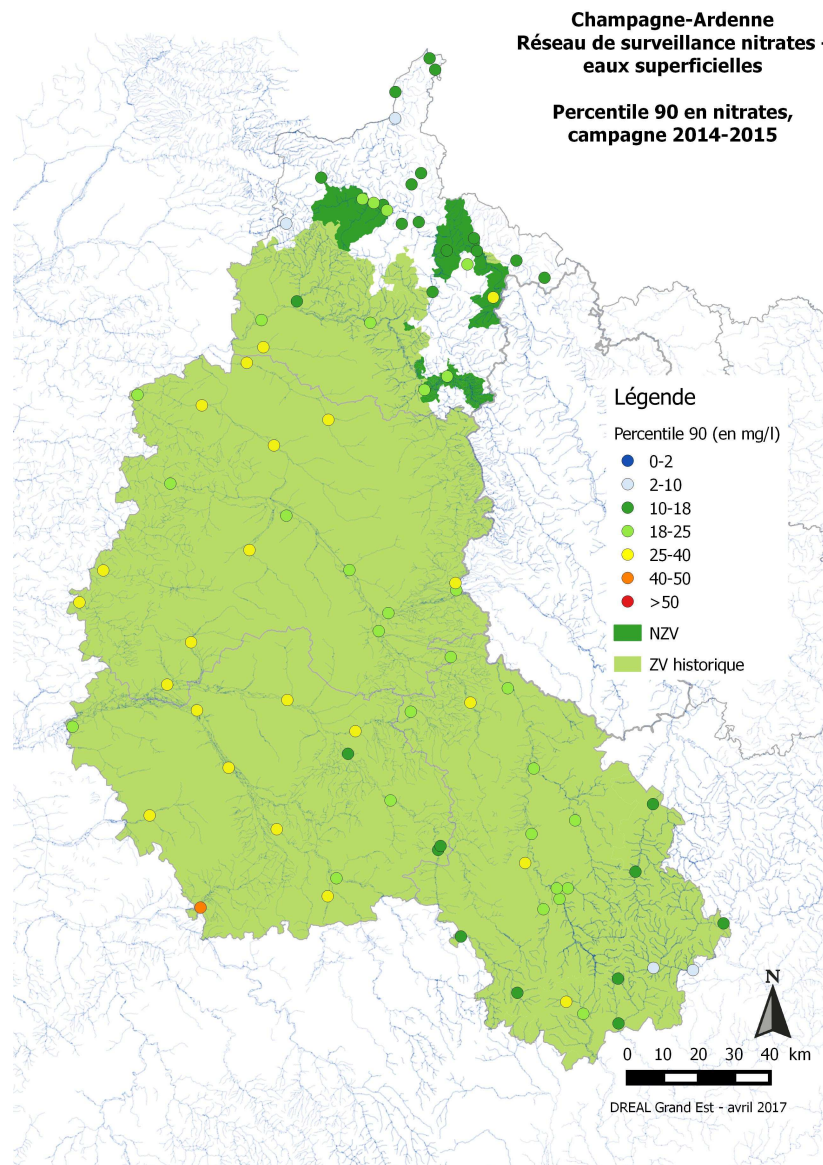 Champagne-Ardenne
Réseau de surveillance nitrates -
eaux superficielles
Percentile 90 en nitrates,
campagne 2014-2015
Légende
Percentile 90 (en mg/l)
0-2
2-10
10-18
18-25
25-40
40-50
>50
NZV
ZV historique
N
0 10 20 30 40 km
DREAL Grand Est - avril 2017